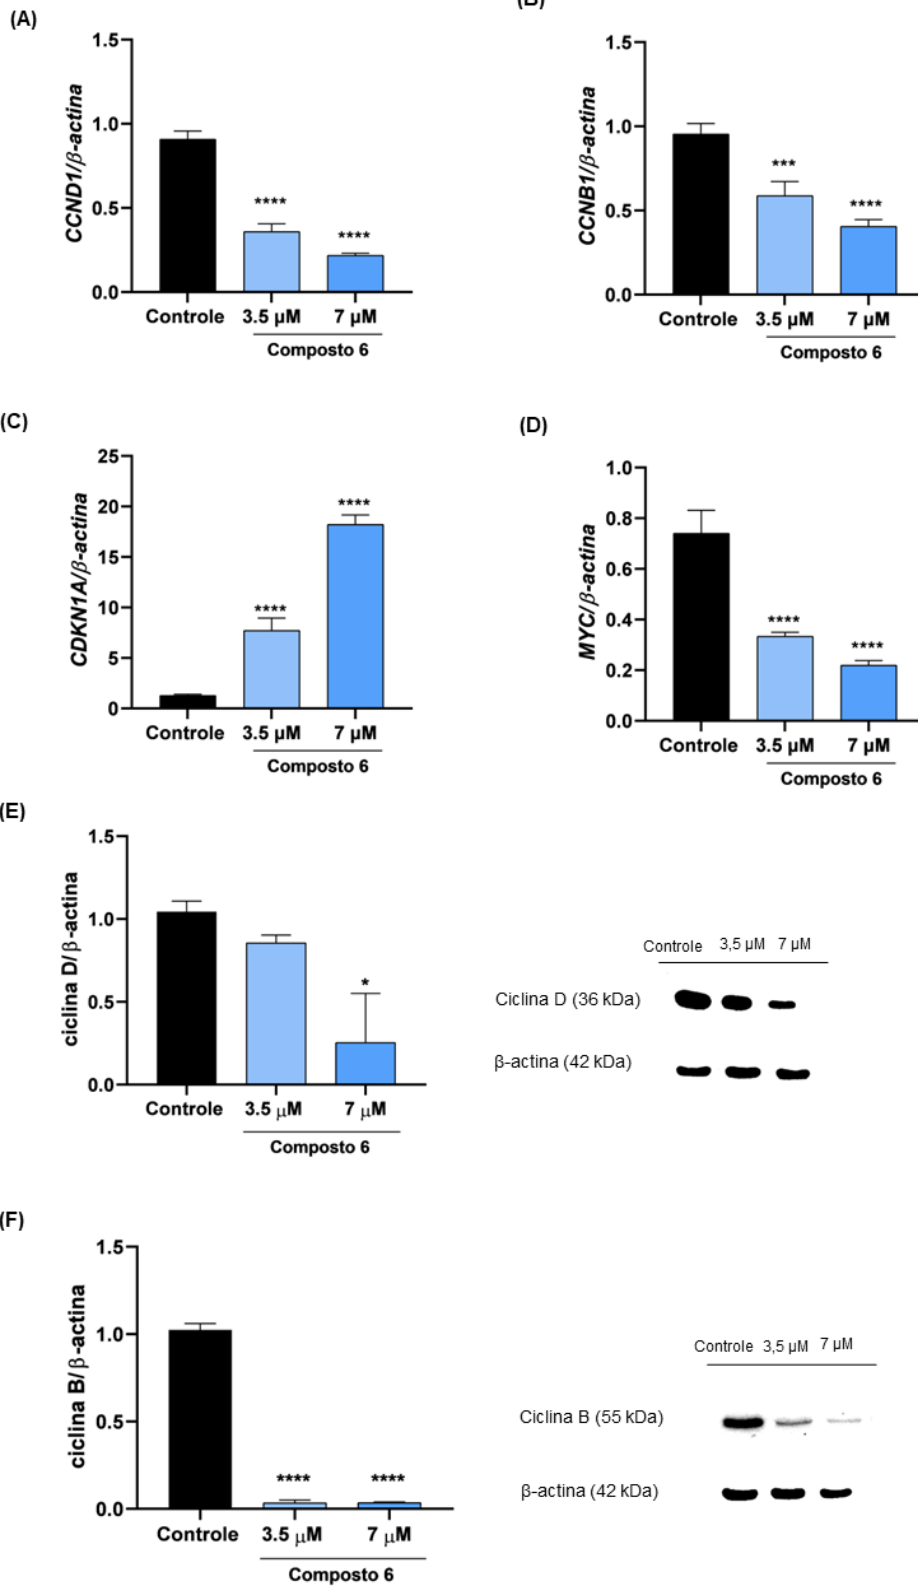 (A)
(B)
1.5
1.0
0.5
0.0
CCND1/β-actina
****
****
Controle 3.5 µM 7 µM
Composto 6
1.5
1.0
0.5
0.0
CCNB1/β-actina
***
****
Controle 3.5 µM 7 µM
Composto 6
(C)
(D)
25
20
15
10
5
0
CDKN1A/β-actina
****
****
Controle 3.5 µM 7 µM
Composto 6
1.0
0.8
0.6
0.4
0.2
0.0
MYC/β-actina
****
****
Controle 3.5 µM 7 µM
Composto 6
(E)
1.5
1.0
0.5
0.0
ciclina D/β-actina
*
Controle 3.5 µM 7 µM
Composto 6
Controle 3,5 µM 7 µM
Ciclina D (36 kDa)
β-actina (42 kDa)
(F)
1.5
1.0
0.5
0.0
ciclina B/β-actina
****
****
Controle 3.5 µM 7 µM
Composto 6
Controle 3,5 µM 7 µM
Ciclina B (55 kDa)
β-actina (42 kDa)